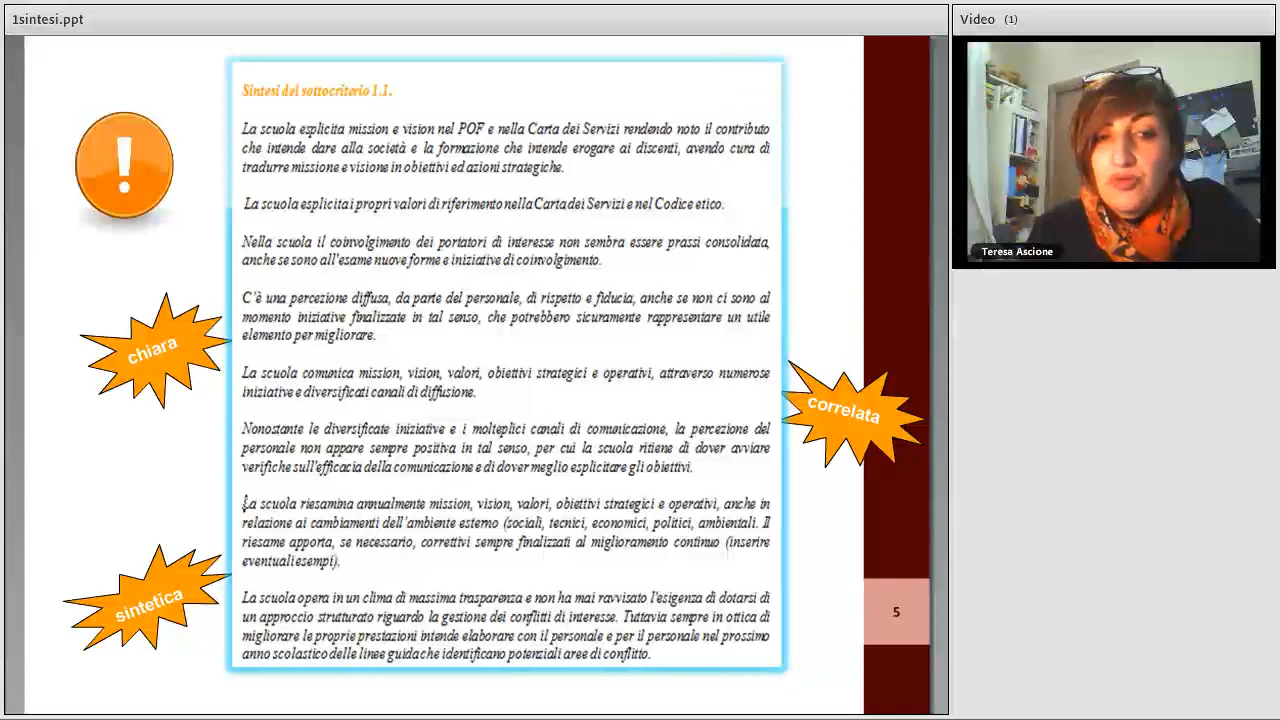 1sintesi.ppt
Video (1)
Teresa Ascione
Sintesi del sottocriterio 1.1.
La scuola esplicita mission e vision nel POF e nella Carta dei Servizi rendendo noto il contributo
che intende dare alla società e la formazione che intende erogare ai discenti, avendo cura di
tradurre missione e visione in obiettivi ed azioni strategiche.
La scuola esplicita i propri valori di riferimento nella Carta dei Servizi e nel Codice etico.
Nella scuola il coinvolgimento dei portatori di interesse non sembra essere prassi consolidata,
anche se sono all'esame nuove forme e iniziative di coinvolgimento.
C'è una percezione diffusa, da parte del personale, di rispetto e fiducia, anche se non ci sono al
momento iniziative finalizzate in tal senso, che potrebbero sicuramente rappresentare un utile
elemento per migliorare.
La scuola comunica mission, vision, valori, obiettivi strategici e operativi, attraverso numerose
iniziative e diversificati canali di diffusione.
Nonostante le diversificate iniziative e i molteplici canali di comunicazione, la percezione del
personale non appare sempre positiva in tal senso, per cui la scuola ritiene di dover avviare
verifiche sull'efficacia della comunicazione e di dover meglio esplicitare gli obiettivi.
La scuola riesamina annualmente mission, vision, valori, obiettivi strategici e operativi, anche in
relazione ai cambiamenti dell'ambiente esterno (sociali, tecnici, economici, politici, ambientali. Il
riesame apporta, se necessario, correttivi sempre finalizzati al miglioramento continuo (inserire
eventuali esempi).
La scuola opera in un clima di massima trasparenza e non ha mai ravvisato l'esigenza di dotarsi di
un approccio strutturato riguardo la gestione dei conflitti di interesse. Tuttavia sempre in ottica di
migliorare le proprie prestazioni intende elaborare con il personale e per il personale nel prossimo
anno scolastico delle linee guida che identificano potenziali aree di conflitto.
chiara
correlata
sintetica
5